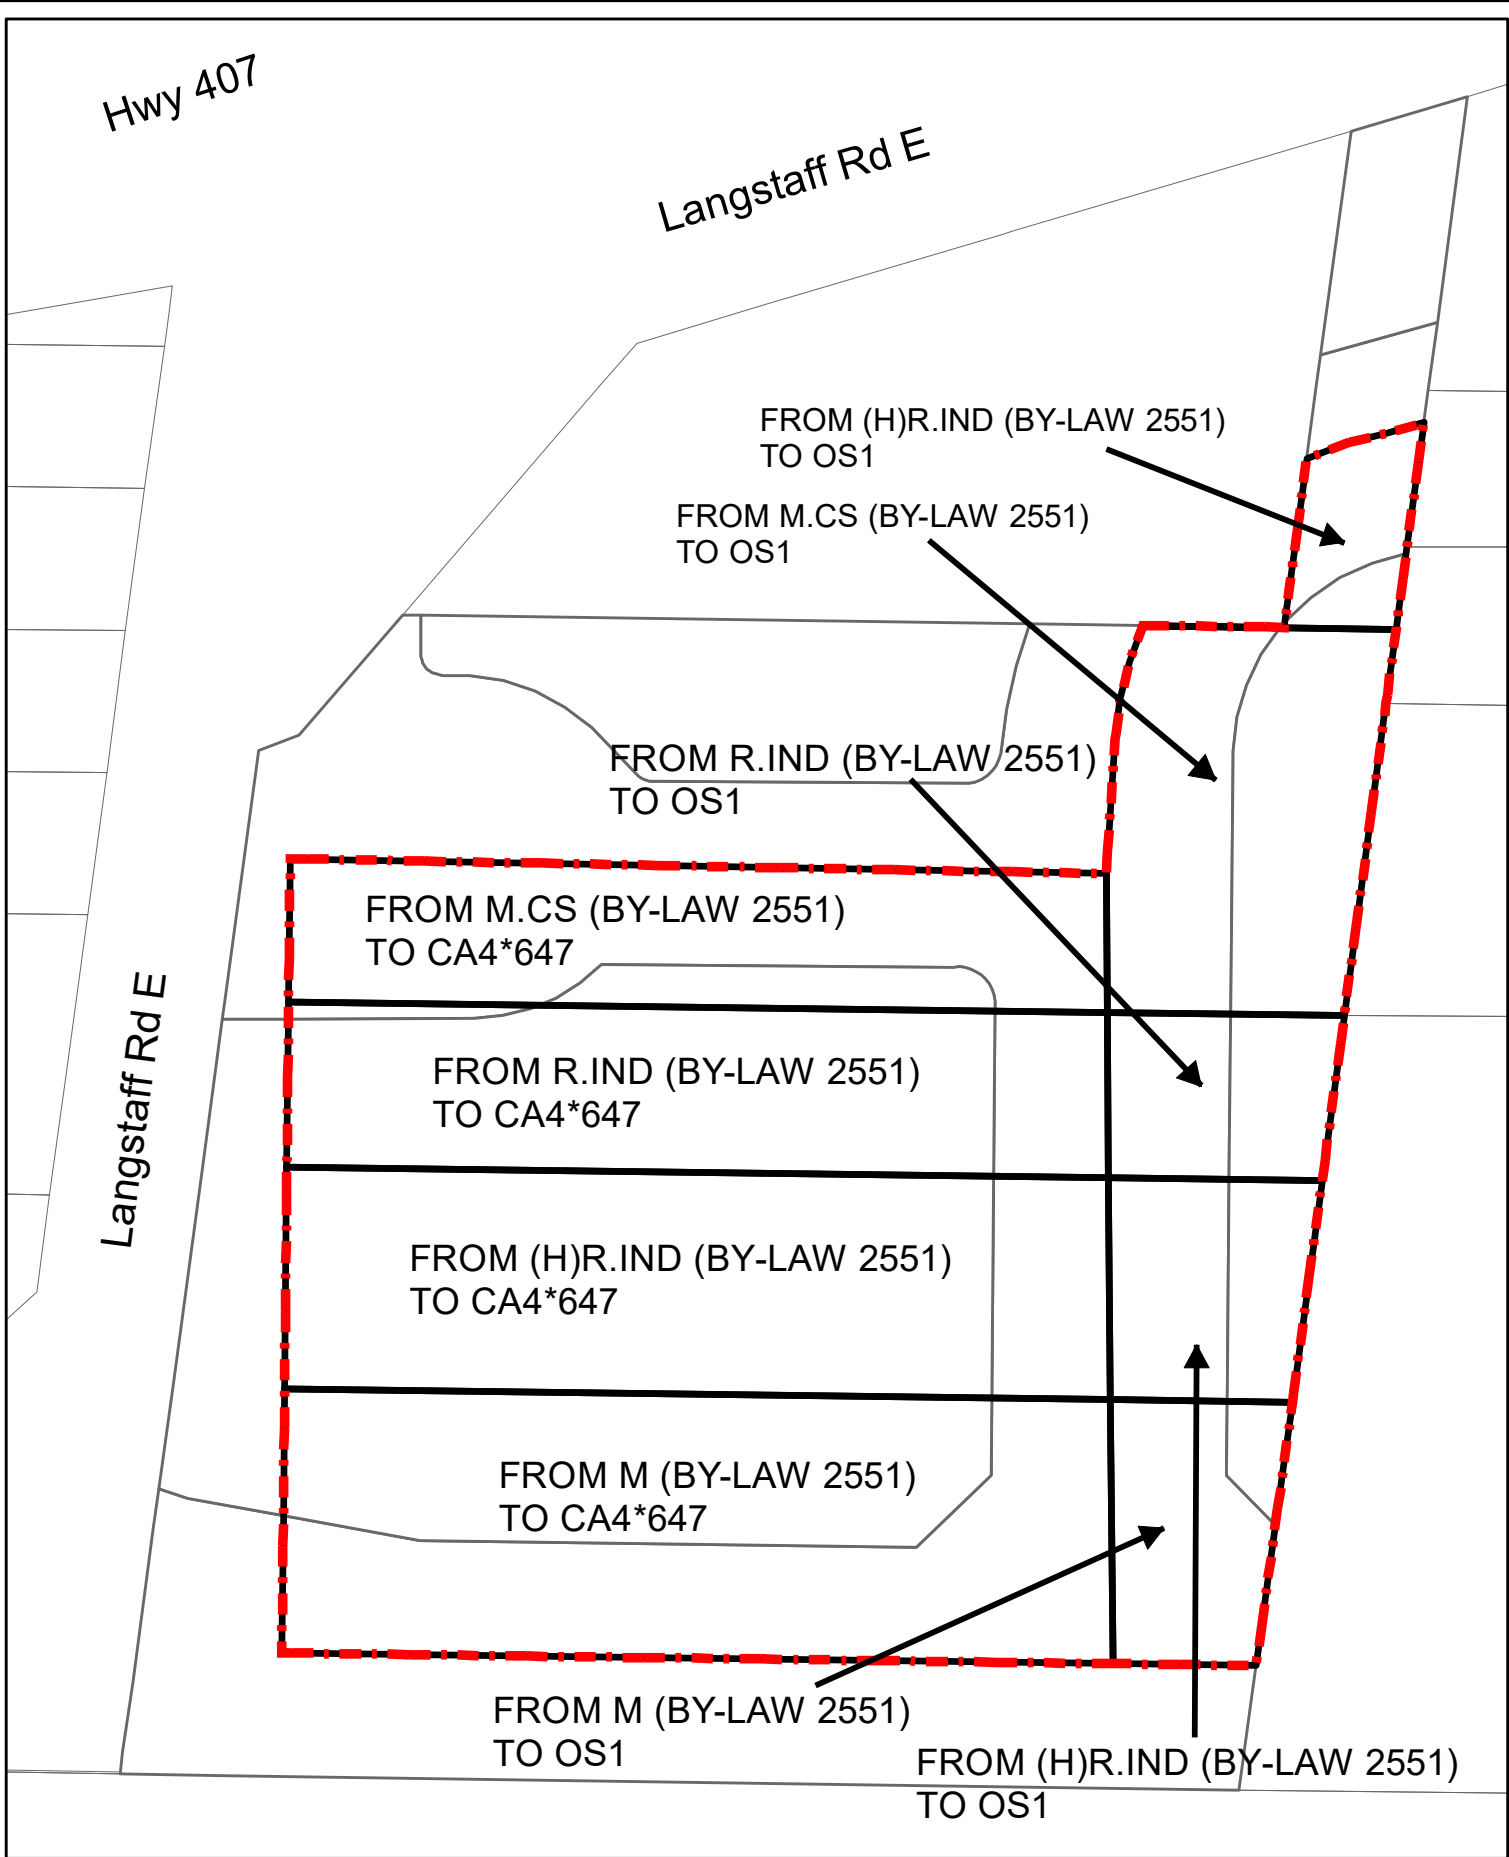 Hwy 407
Langstaff Rd E
FROM (H)R.IND (BY-LAW 2551)
TO OS1
FROM M.CS (BY-LAW 2551)
TO OS1
FROM R.IND (BY-LAW 2551)
TO OS1
FROM M.CS (BY-LAW 2551)
TO CA4*647
Langstaff Rd E
FROM R.IND (BY-LAW 2551)
TO CA4*647
FROM (H)R.IND (BY-LAW 2551)
TO CA4*647
FROM M (BY-LAW 2551)
TO CA4*647
FROM M (BY-LAW 2551)
TO OS1
FROM (H)R.IND (BY-LAW 2551)
TO OS1